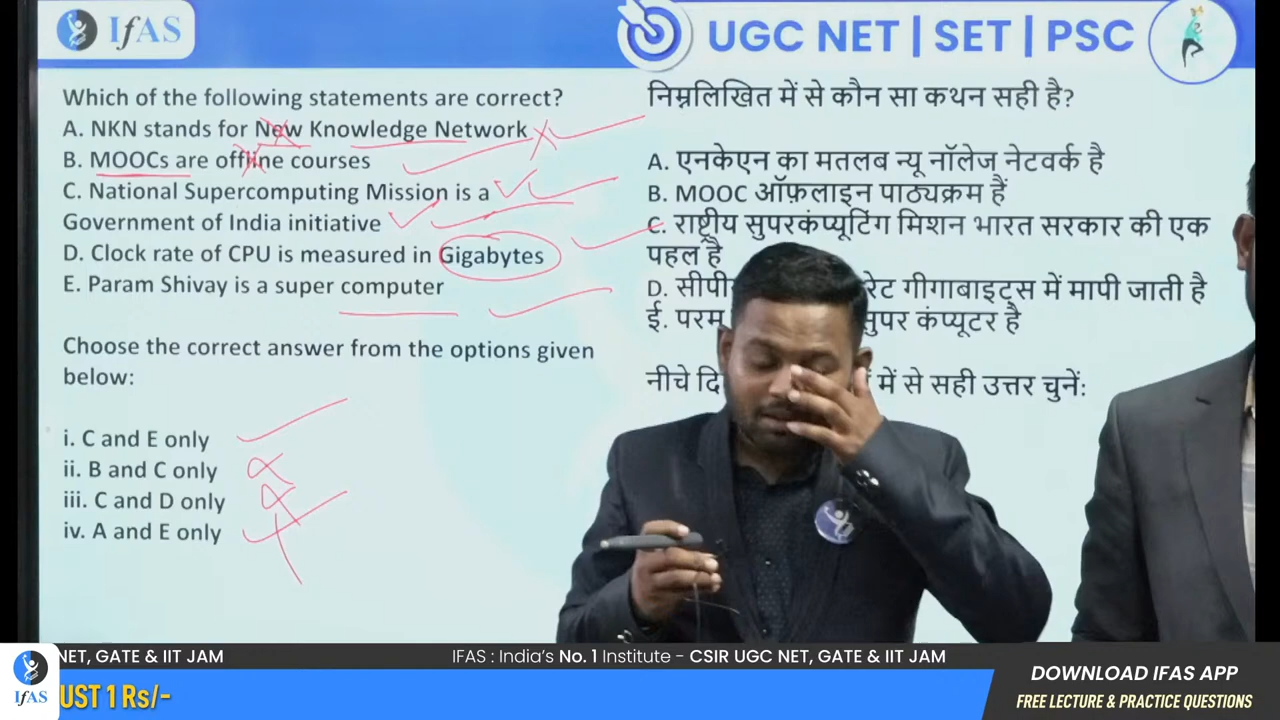 IfAS
UGC NET | SET | PSC
Which of the following statements are correct?
A. NKN stands for New Knowledge Network
B. MOOCs are offline courses
C. National Supercomputing Mission is a
Government of India initiative
D. Clock rate of CPU is measured in Gigabytes
E. Param Shivay is a super computer
Choose the correct answer from the options given
below:
i. C and E only
ii. B and C only
iii. C and D only
iv. A and E only
निम्नलिखित में से कौन सा कथन सही है?
A. एनकेएन का मतलब न्यू नॉलेज नेटवर्क है
B. MOOC ऑफ़लाइन पाठ्यक्रम हैं
C. राष्ट्रीय सुपरकंप्यूटिंग मिशन भारत सरकार की एक
पहल है
D. सीपी रेट गीगाबाइट्स में मापी जाती है
ई. परम सुपर कंप्यूटर है
नीचे दि में से सही उत्तर चुनें:
NET, GATE & IIT JAM
IFAS : India's No. 1 Institute - CSIR UGC NET, GATE & IIT JAM
DOWNLOAD IFAS APP
FREE LECTURE & PRACTICE QUESTIONS
IfAS
UST 1 Rs/-